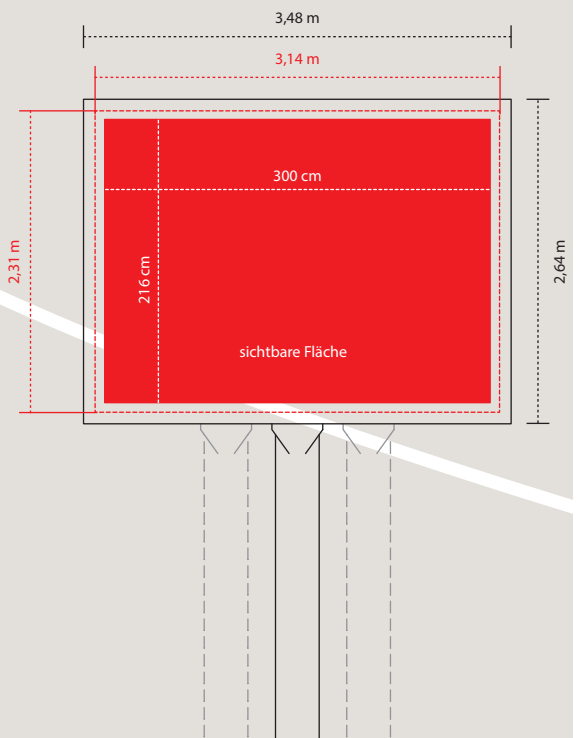 3,48 m
3,14 m
300 cm
2,31 m
216 cm
2,64 m
sichtbare Fläche